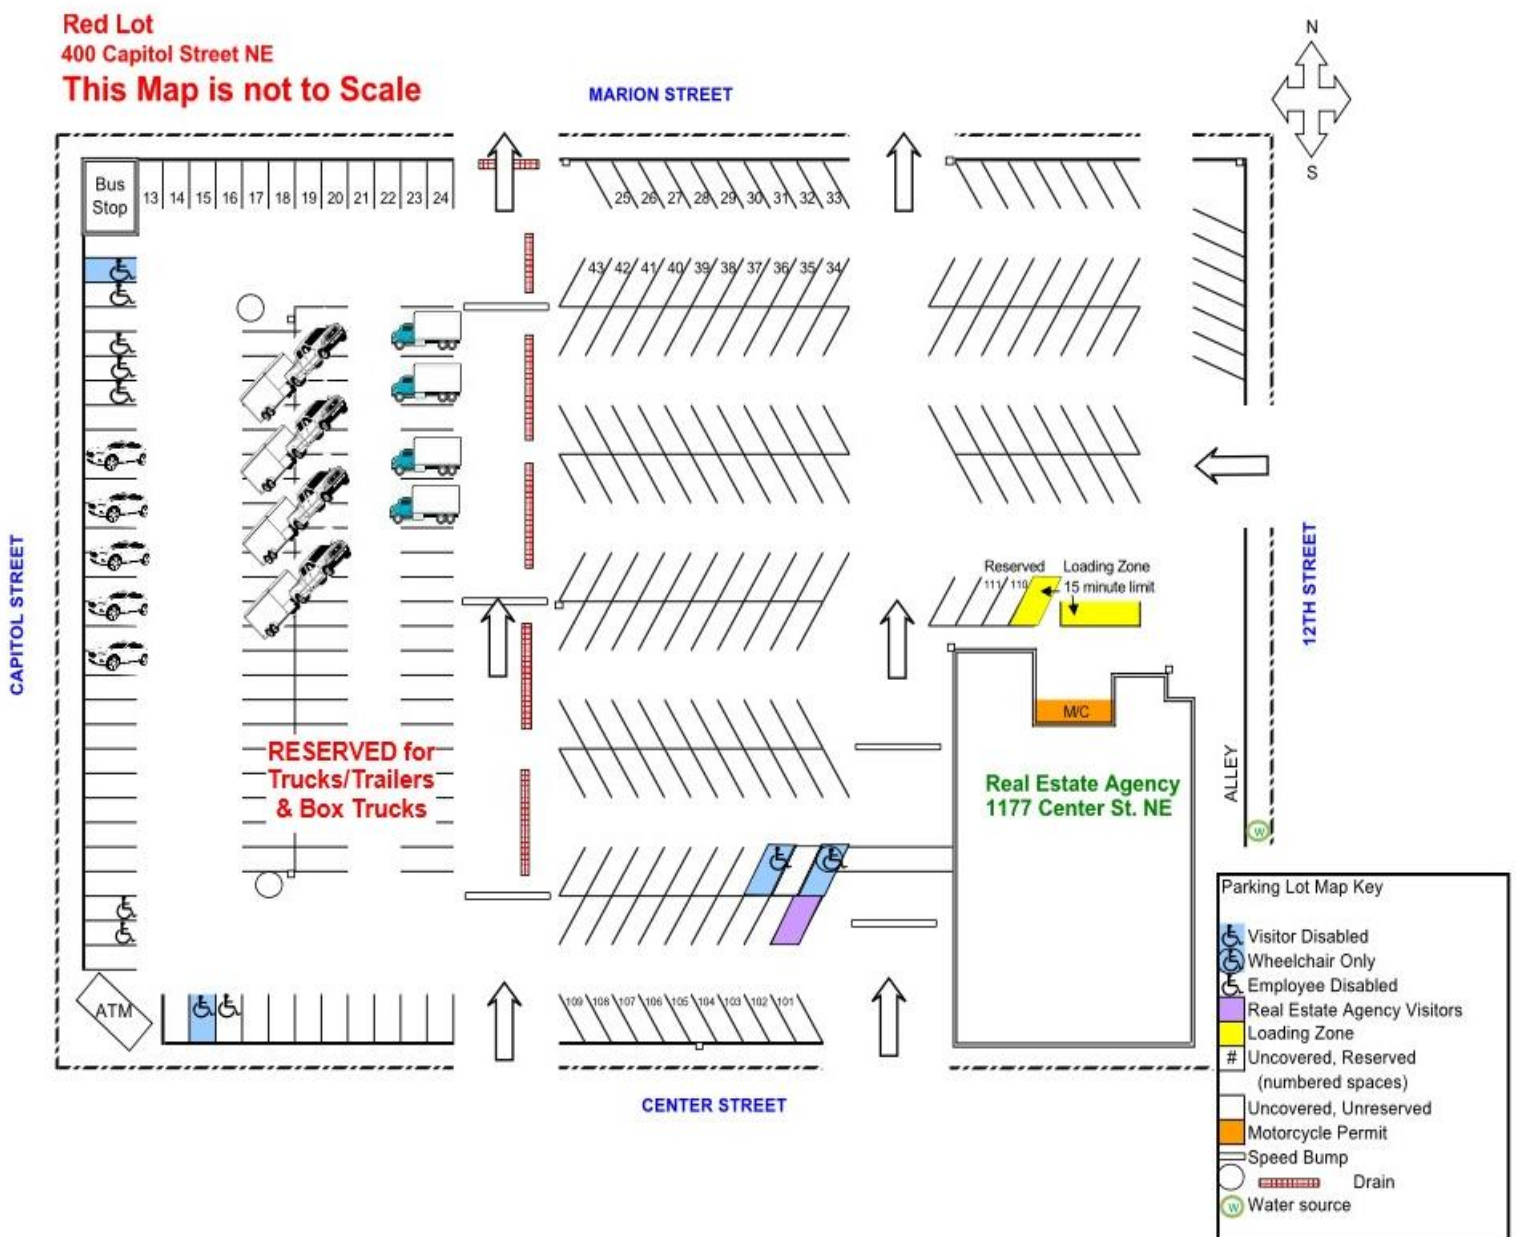 Red Lot
400 Capitol Street NE
This Map is not to Scale
MARION STREET
N
S
Bus
Stop
13 14 15 16 17 18 19 20 21 22 23 24
25 26 27 28 29 30 31 32 33
43 42 41 40 39 38 37 36 35 34
CAPITOL STREET
12TH STREET
Reserved
Loading Zone
111 110
15 minute limit
M/C
RESERVED for
Trucks/Trailers
& Box Trucks
Real Estate Agency
1177 Center St. NE
ALLEY
W
ATM
109 108 107 106 105 104 103 102 101
CENTER STREET
Parking Lot Map Key
Visitor Disabled
Wheelchair Only
Employee Disabled
Real Estate Agency Visitors
Loading Zone
# Uncovered, Reserved
(numbered spaces)
Uncovered, Unreserved
Motorcycle Permit
Speed Bump
Drain
W Water source